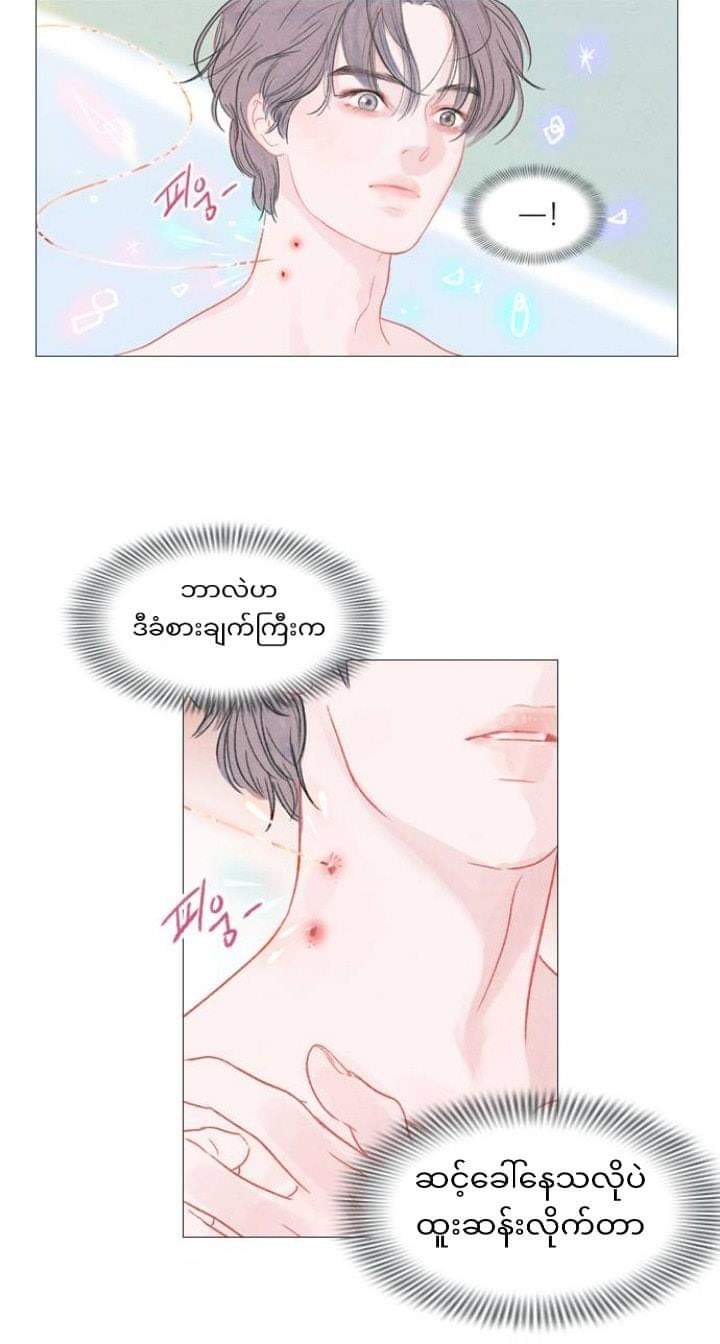 피융-
—!
ဘာလဲဟ
ဒီခံစားချက်ကြီးက
피융-
ဆင့်ခေါ်နေသလိုပဲ
ထူးဆန်းလိုက်တာ